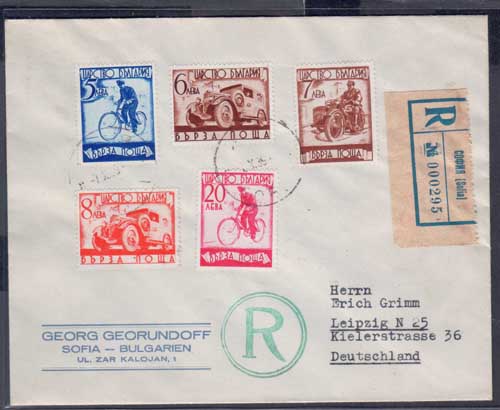 5
ЛЕВА
ЦАРСТВО БЪЛГАРИЯ
БЪРЗА ПОЩА
ЦАРСТВО БЪЛГАРИЯ
6
ЛЕВА
БЪРЗА ПОЩА
ЦАРСТВО БЪЛГАРИЯ
7
ЛЕВА
БЪРЗА ПОЩА
R
СОФИЯ (Sofia)
№ 000295
ЦАРСТВО БЪЛГАРИЯ
8
ЛЕВА
БЪРЗА ПОЩА
ЦАРСТВО БЪЛГАРИЯ
20
ЛЕВА
БЪРЗА ПОЩА
Herrn
Erich Grimm
Leipzig N 25
Kielerstrasse 36
Deutschland
GEORG GEORUNDOFF
SOFIA — BULGARIEN
UL. ZAR KALOJAN, 1
R